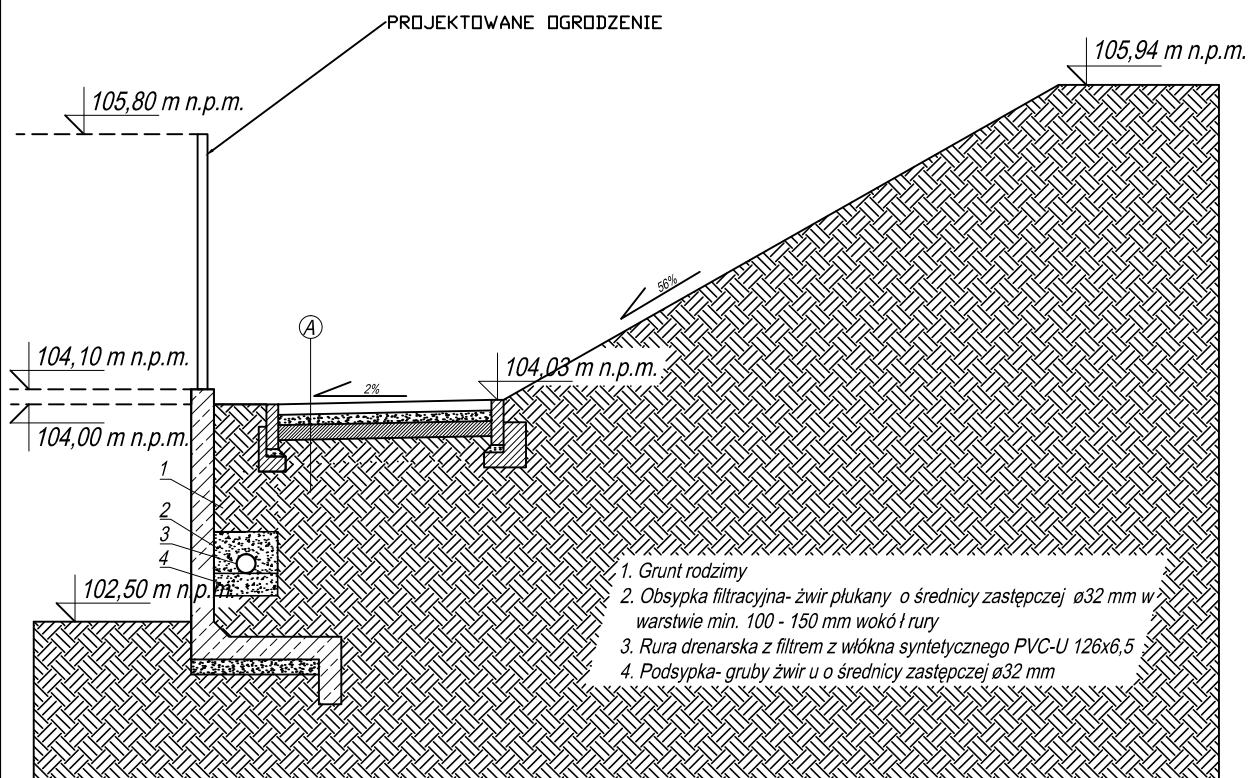 PROJEKTOWANE OGRODZENIE
105,94 m n.p.m.
105,80 m n.p.m.
56%
A
104,10 m n.p.m.
104,03 m n.p.m.
2%
104,00 m n.p.m.
1
2
3
4
102,50 m n.p.m.
1. Grunt rodzimy
2. Obsypka filtracyjna- żwir płukany o średnicy zastępczej ø32 mm w
warstwie min. 100 - 150 mm wokó ł rury
3. Rura drenarska z filtrem z włókna syntetycznego PVC-U 126x6,5
4. Podsypka- gruby żwir u o średnicy zastępczej ø32 mm